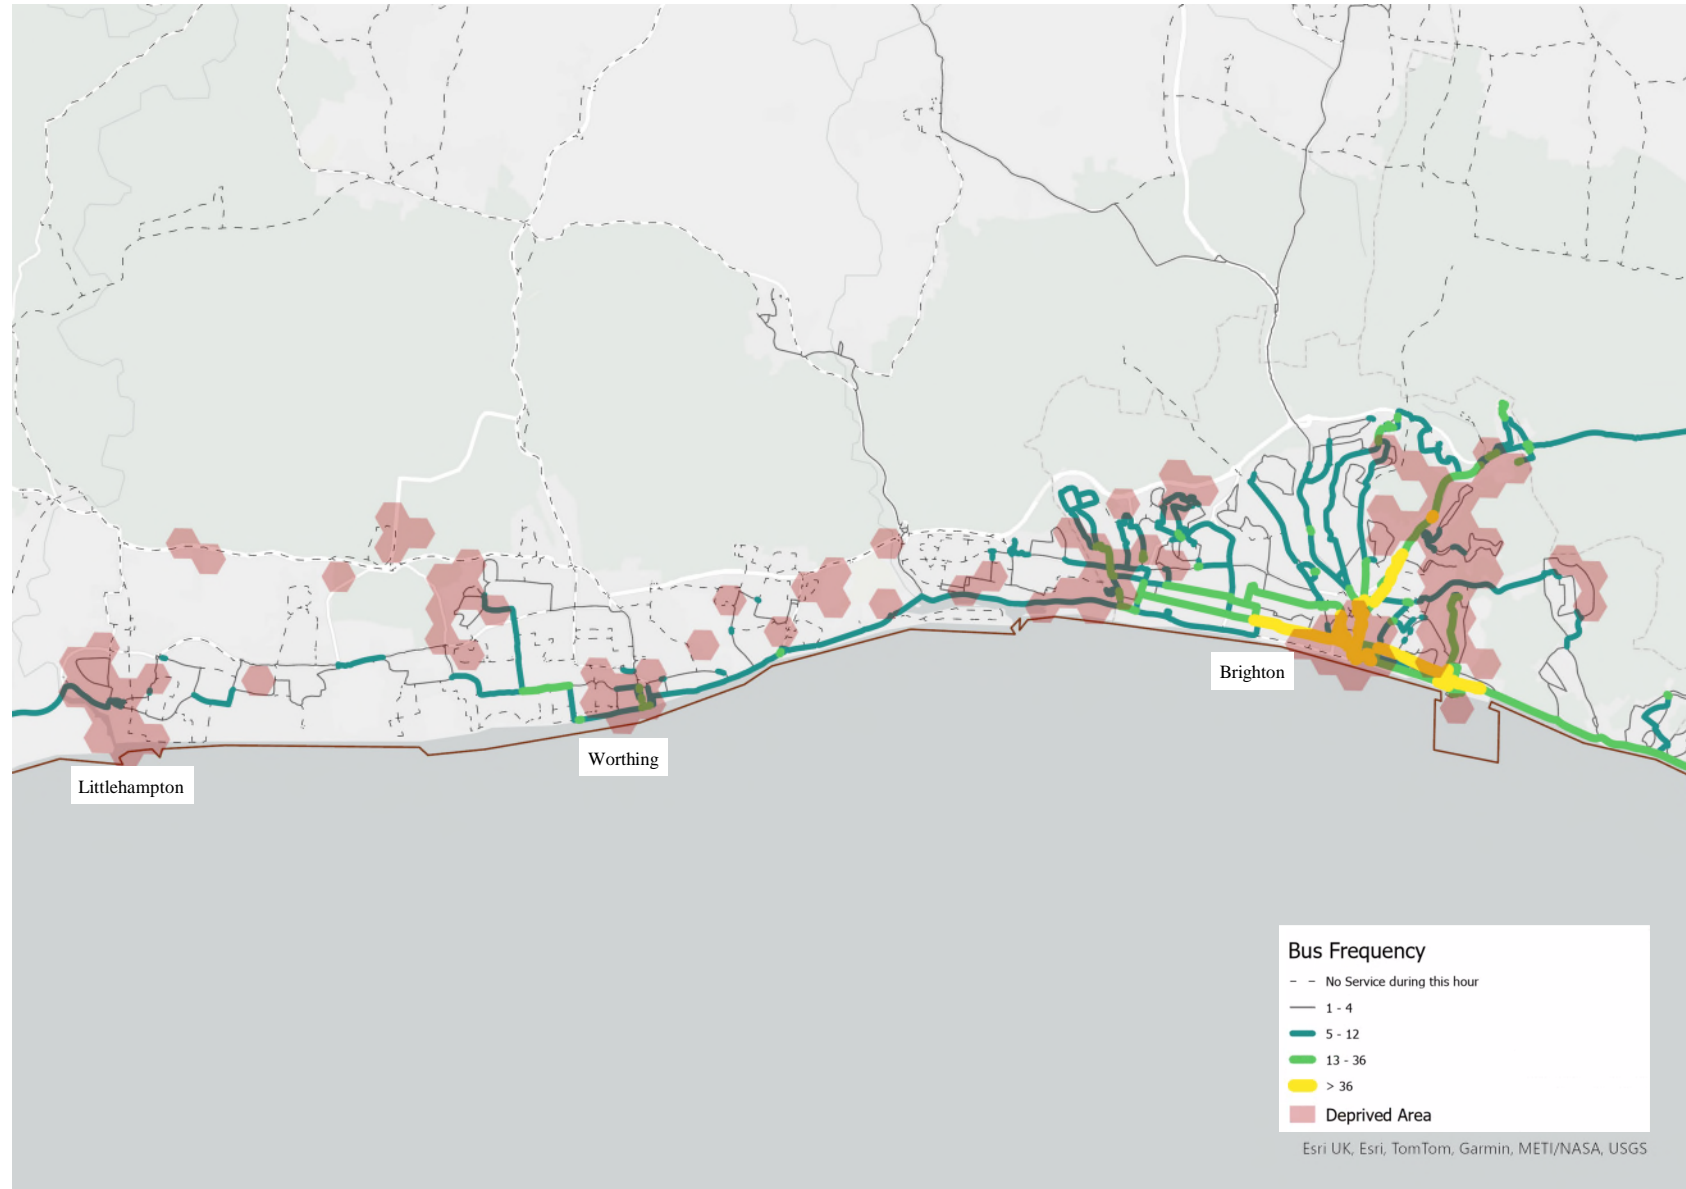 Brighton
Worthing
Littlehampton
Bus Frequency
No Service during this hour
1 - 4
5 - 12
13 - 36
> 36
Deprived Area
Esri UK, Esri, TomTom, Garmin, METI/NASA, USGS